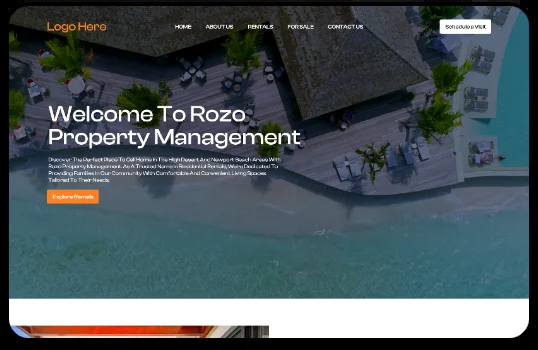 Logo Here
HOME ABOUT US RENTALS FOR SALE CONTACT US
Schedule a Visit
Welcome To Rozo
Property Management
Discover The Perfect Place To Call Home In The High Desert And Newport Beach Areas With
Rozo Property Management. As A Trusted Name In Residential Rentals, We're Dedicated To
Providing Families In Our Community With Comfortable And Convenient Living Spaces
Tailored To Their Needs.
Explore Rentals